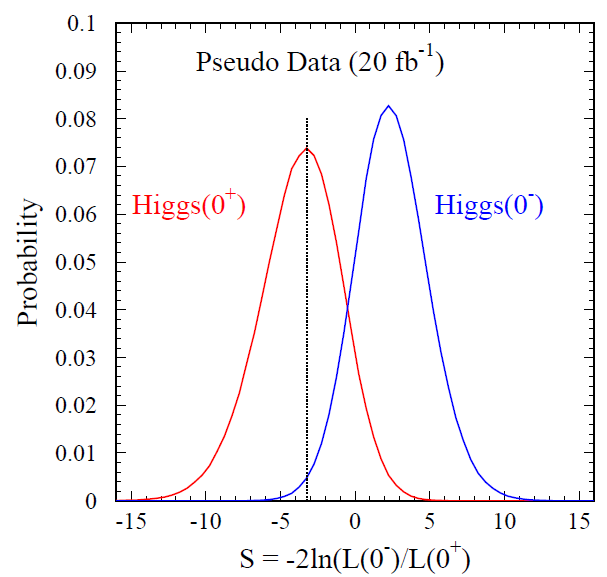 0.1
Pseudo Data (20 fb⁻¹)
0.09
0.08
0.07
Higgs(0⁺)
Higgs(0⁻)
0.06
Probability
0.05
0.04
0.03
0.02
0.01
0
-15 -10 -5 0 5 10 15
S = -2ln(L(0⁻)/L(0⁺)